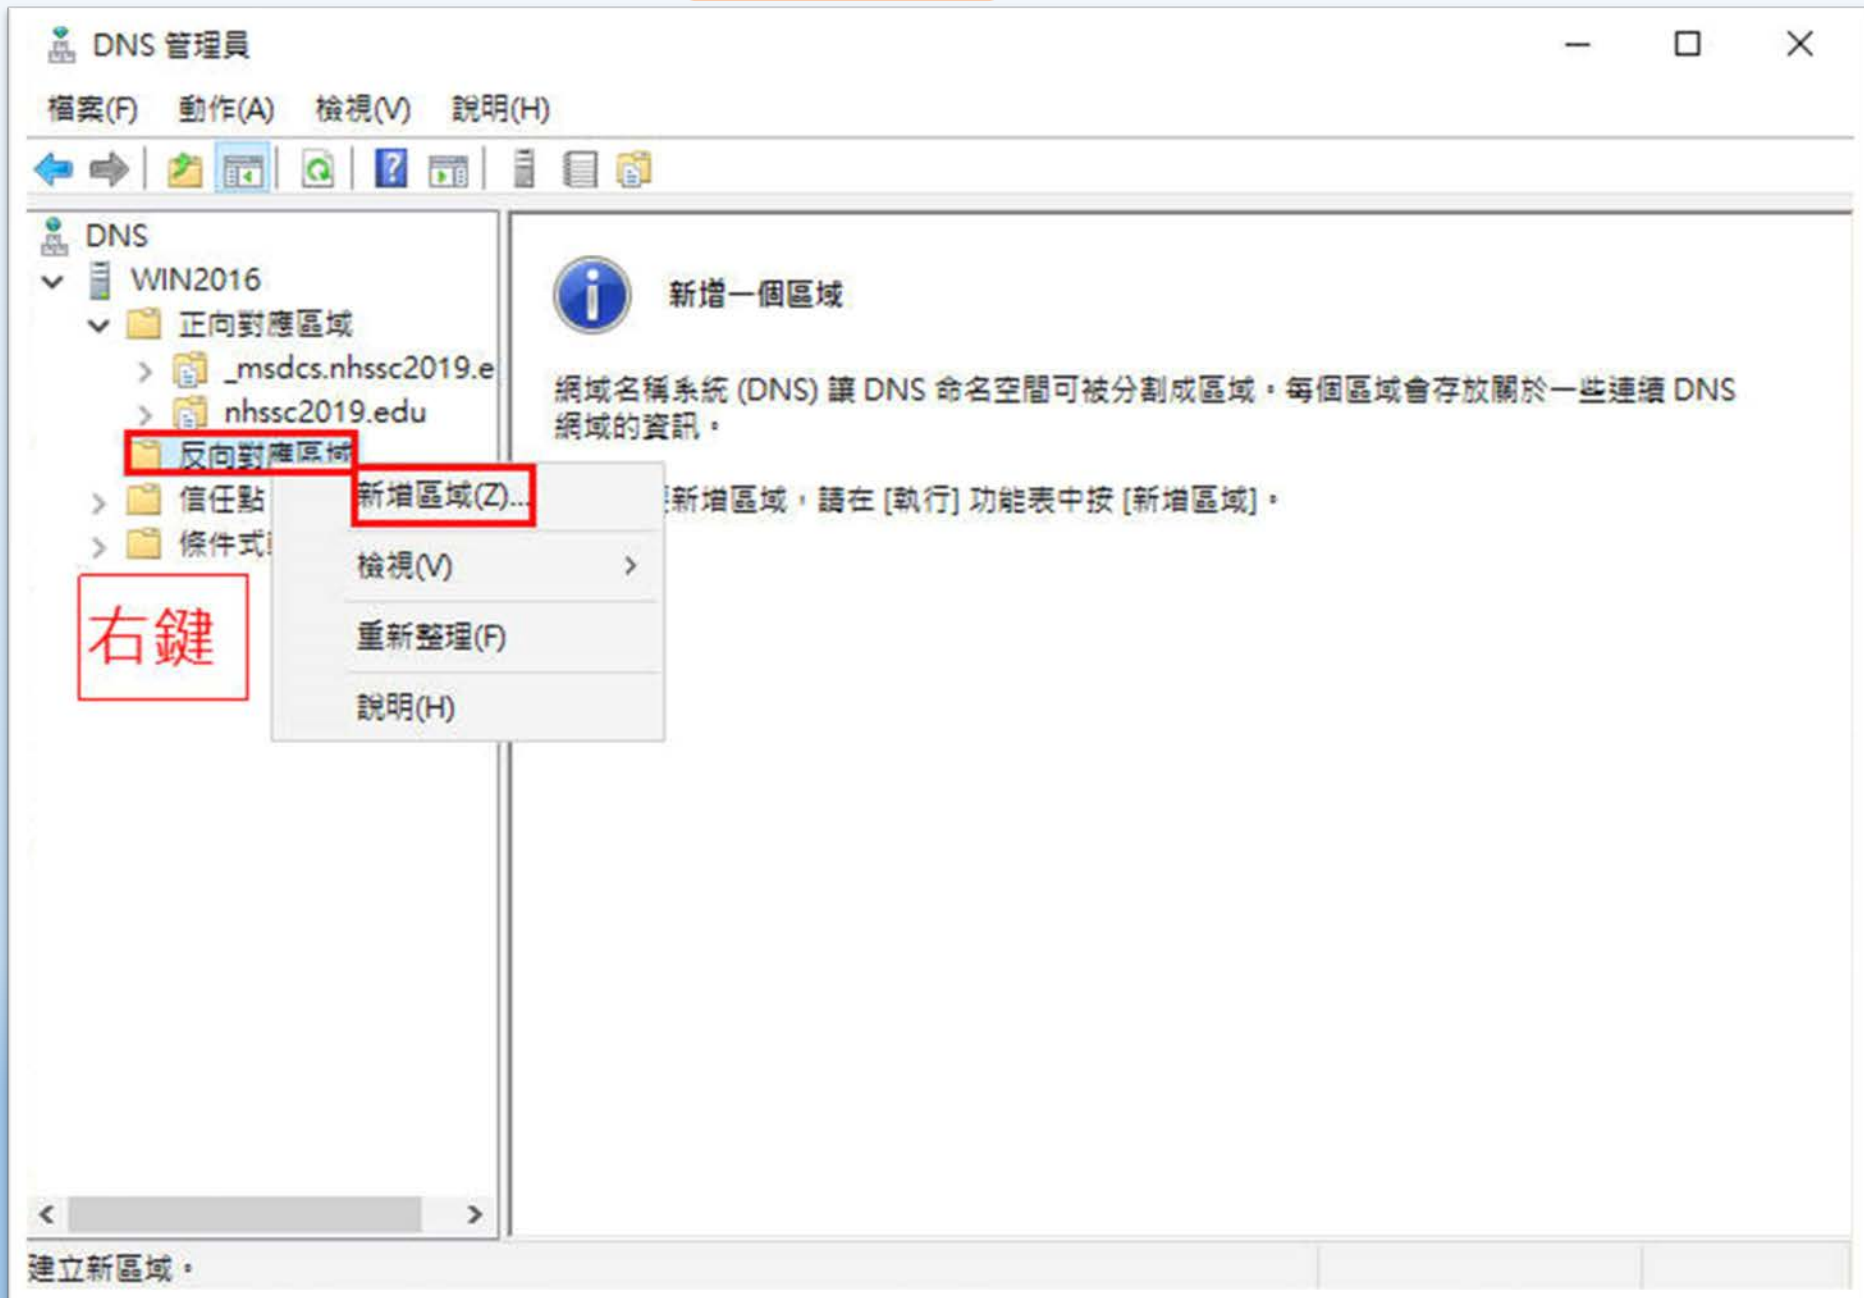 DNS 管理員
檔案(F) 動作(A) 檢視(V) 說明(H)
DNS
WIN2016
正向對應區域
_msdcs.nhssc2019.e
nhssc2019.edu
反向對應區域
信任點
條件式
新增區域(Z)...
檢視(V)
重新整理(F)
說明(H)
右鍵
新增一個區域
網域名稱系統 (DNS) 讓 DNS 命名空間可被分割成區域。每個區域會存放關於一些連續 DNS
網域的資訊。
新增區域，請在 [執行] 功能表中按 [新增區域]。
建立新區域。